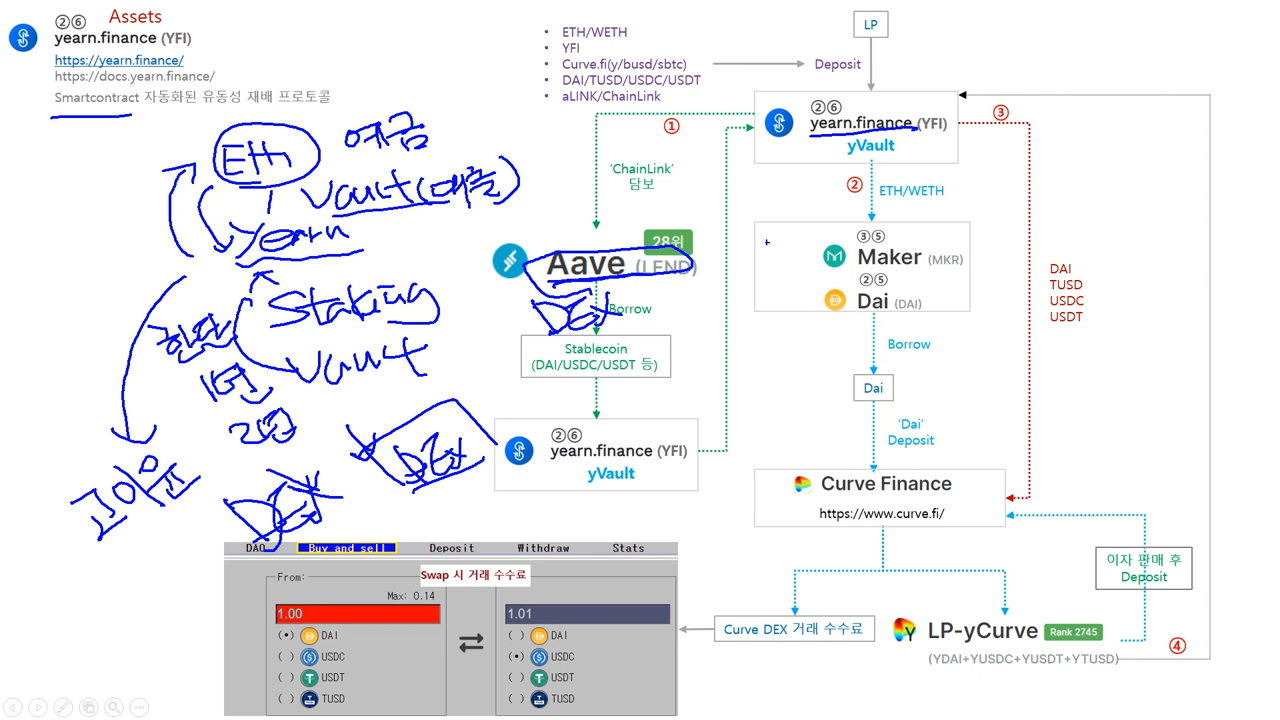 ②⑥ Assets
yearn.finance (YFI)
https://yearn.finance/
https://docs.yearn.finance/
Smartcontract 자동화된 유동성 재배 프로토콜
Eth 예금
Vault(대출)
yearn
Staking
Vault
1번
2번
고이율
DEX
DEX
DEX
• ETH/WETH
• YFI
• Curve.fi(y/busd/sbtc)
• DAI/TUSD/USDC/USDT
• aLINK/ChainLink
LP
Deposit
②⑥
yearn.finance (YFI)
yVault
①
'ChainLink'
담보
28위
Aave (LEND)
Borrow
Stablecoin
(DAI/USDC/USDT 등)
②⑥
yearn.finance (YFI)
yVault
②
ETH/WETH
③⑤
Maker (MKR)
②⑤
Dai (DAI)
Borrow
Dai
'Dai'
Deposit
③
DAI
TUSD
USDC
USDT
Curve Finance
https://www.curve.fi/
이자 판매 후
Deposit
Curve DEX 거래 수수료
LP-yCurve Rank 2745
(YDAI+YUSDC+YUSDT+YTUSD)
④
DAO Buy and sell Deposit Withdraw Stats
Swap 시 거래 수수료
From:
Max: 0.14
1.00
1.01
(•) DAI
( ) USDC
( ) USDT
( ) TUSD
( ) DAI
(•) USDC
( ) USDT
( ) TUSD